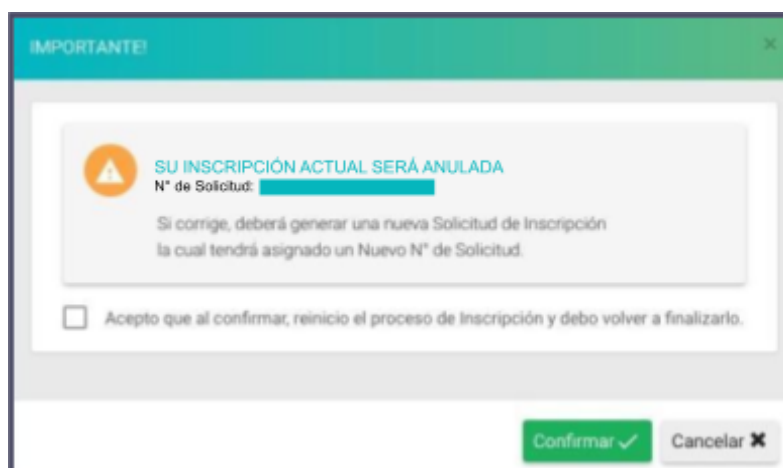 IMPORTANTE!
SU INSCRIPCIÓN ACTUAL SERÁ ANULADA
N° de Solicitud:
Si corrige, deberá generar una nueva Solicitud de Inscripción
la cual tendrá asignado un Nuevo N° de Solicitud.
Acepto que al confirmar, reinicio el proceso de Inscripción y debo volver a finalizarlo.
Confirmar
Cancelar